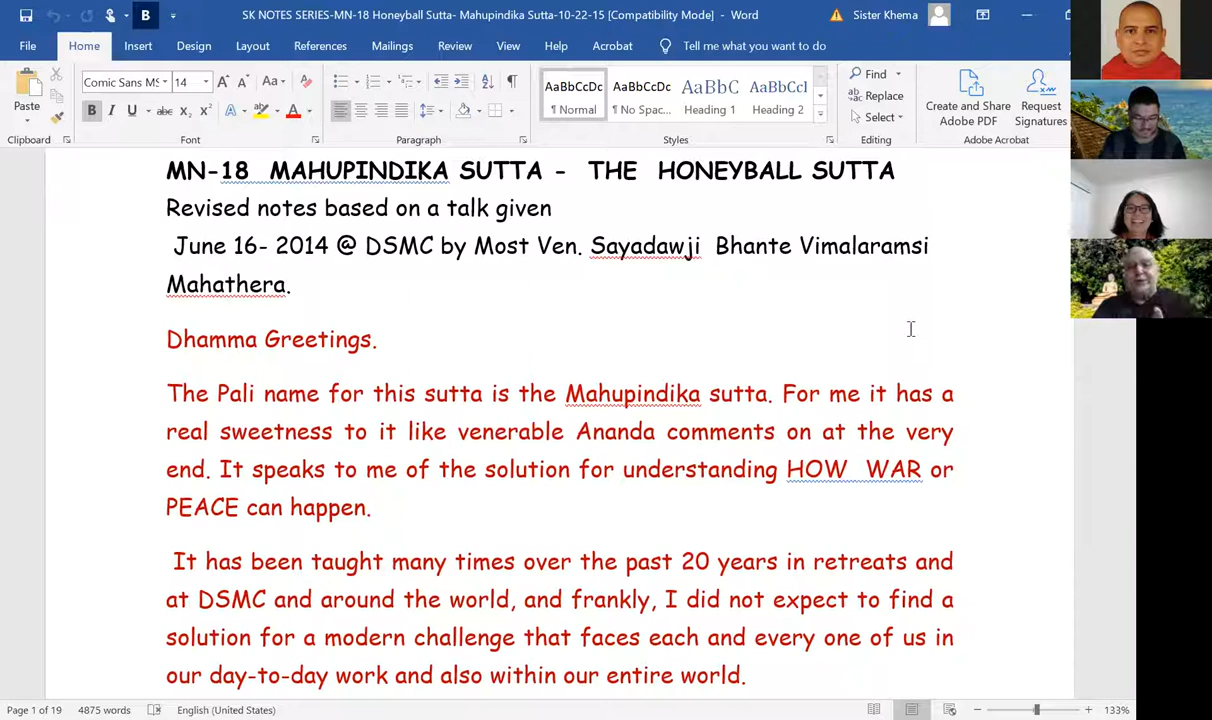 SK NOTES SERIES-MN-18 Honeyball Sutta- Mahupindika Sutta-10-22-15 [Compatibility Mode] - Word
Sister Khema
File Home Insert Design Layout References Mailings Review View Help Acrobat Tell me what you want to do
Paste
Clipboard
Comic Sans MS 14
Font
Paragraph
AaBbCcDc AaBbCcDc AaBbC AaBbCcI
¶ Normal ¶ No Spac... Heading 1 Heading 2
Styles
Find
Replace
Select
Editing
Create and Share
Adobe PDF
Request
Signatures
Adobe Acrobat
MN-18 MAHUPINDIKA SUTTA - THE HONEYBALL SUTTA
Revised notes based on a talk given
June 16- 2014 @ DSMC by Most Ven. Sayadawji Bhante Vimalaramsi
Mahathera.
Dhamma Greetings.
The Pali name for this sutta is the Mahupindika sutta. For me it has a
real sweetness to it like venerable Ananda comments on at the very
end. It speaks to me of the solution for understanding HOW WAR or
PEACE can happen.
It has been taught many times over the past 20 years in retreats and
at DSMC and around the world, and frankly, I did not expect to find a
solution for a modern challenge that faces each and every one of us in
our day-to-day work and also within our entire world.
Page 1 of 19 4875 words English (United States) 133%